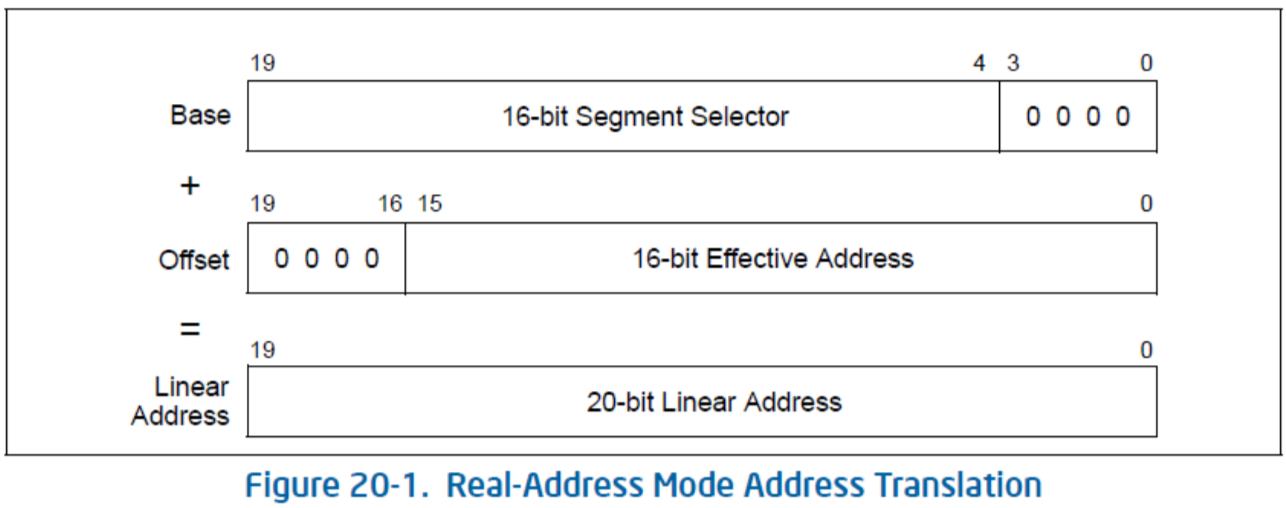 19 4 3 0
Base 16-bit Segment Selector 0 0 0 0
+
19 16 15 0
Offset 0 0 0 0 16-bit Effective Address
=
19 0
Linear
Address 20-bit Linear Address
Figure 20-1. Real-Address Mode Address Translation